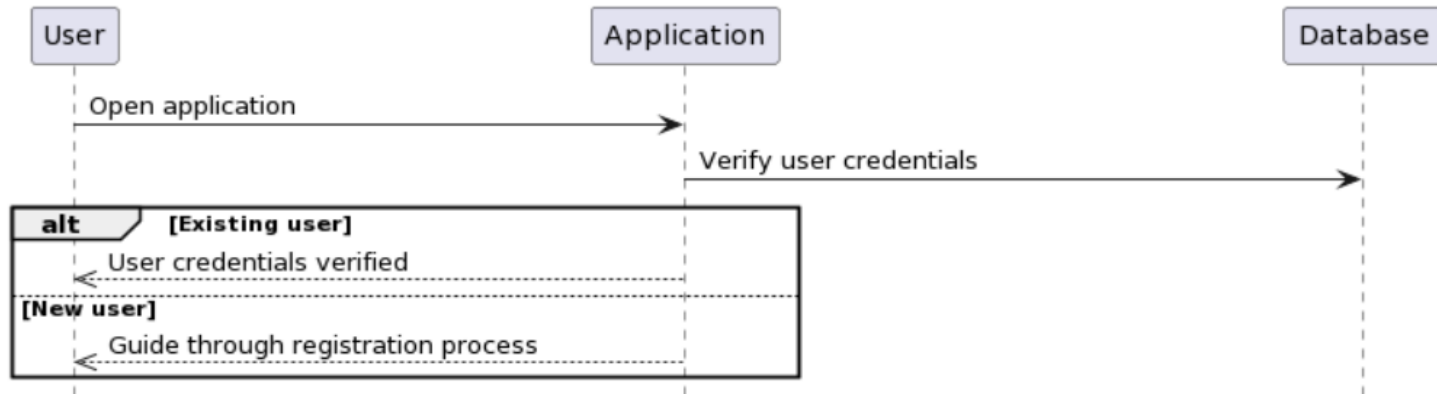 User
Application
Database
Open application
Verify user credentials
alt [Existing user]
User credentials verified
[New user]
Guide through registration process